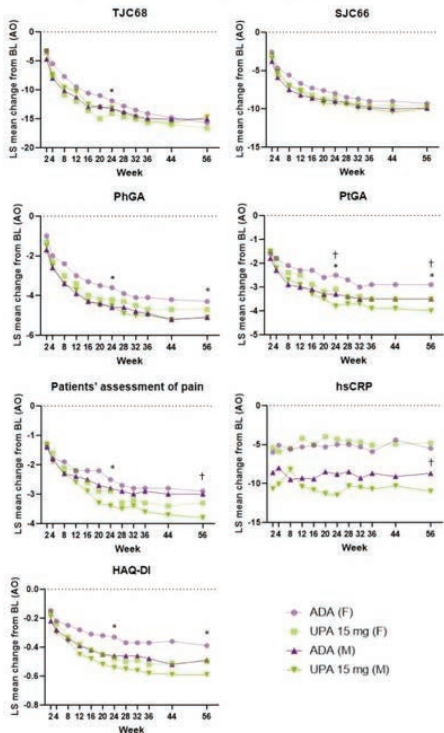 TJC68
LS mean change from BL (AO)
0
-5
-10
-15
-20
*
2 4 8 12 16 20 24 28 32 36 44 56
Week
SJC66
LS mean change from BL (AO)
0
-5
-10
-15
2 4 8 12 16 20 24 28 32 36 44 56
Week
PhGA
LS mean change from BL (AO)
0
-2
-4
-6
* *
2 4 8 12 16 20 24 28 32 36 44 56
Week
PtGA
LS mean change from BL (AO)
0
-1
-2
-3
-4
-5
† †
* *
2 4 8 12 16 20 24 28 32 36 44 56
Week
Patients' assessment of pain
LS mean change from BL (AO)
0
-1
-2
-3
-4
* †
2 4 8 12 16 20 24 28 32 36 44 56
Week
hsCRP
LS mean change from BL (AO)
0
-5
-10
-15
†
2 4 8 12 16 20 24 28 32 36 44 56
Week
HAQ-DI
LS mean change from BL (AO)
0.0
-0.2
-0.4
-0.6
-0.8
* *
2 4 8 12 16 20 24 28 32 36 44 56
Week
ADA (F)
UPA 15 mg (F)
ADA (M)
UPA 15 mg (M)